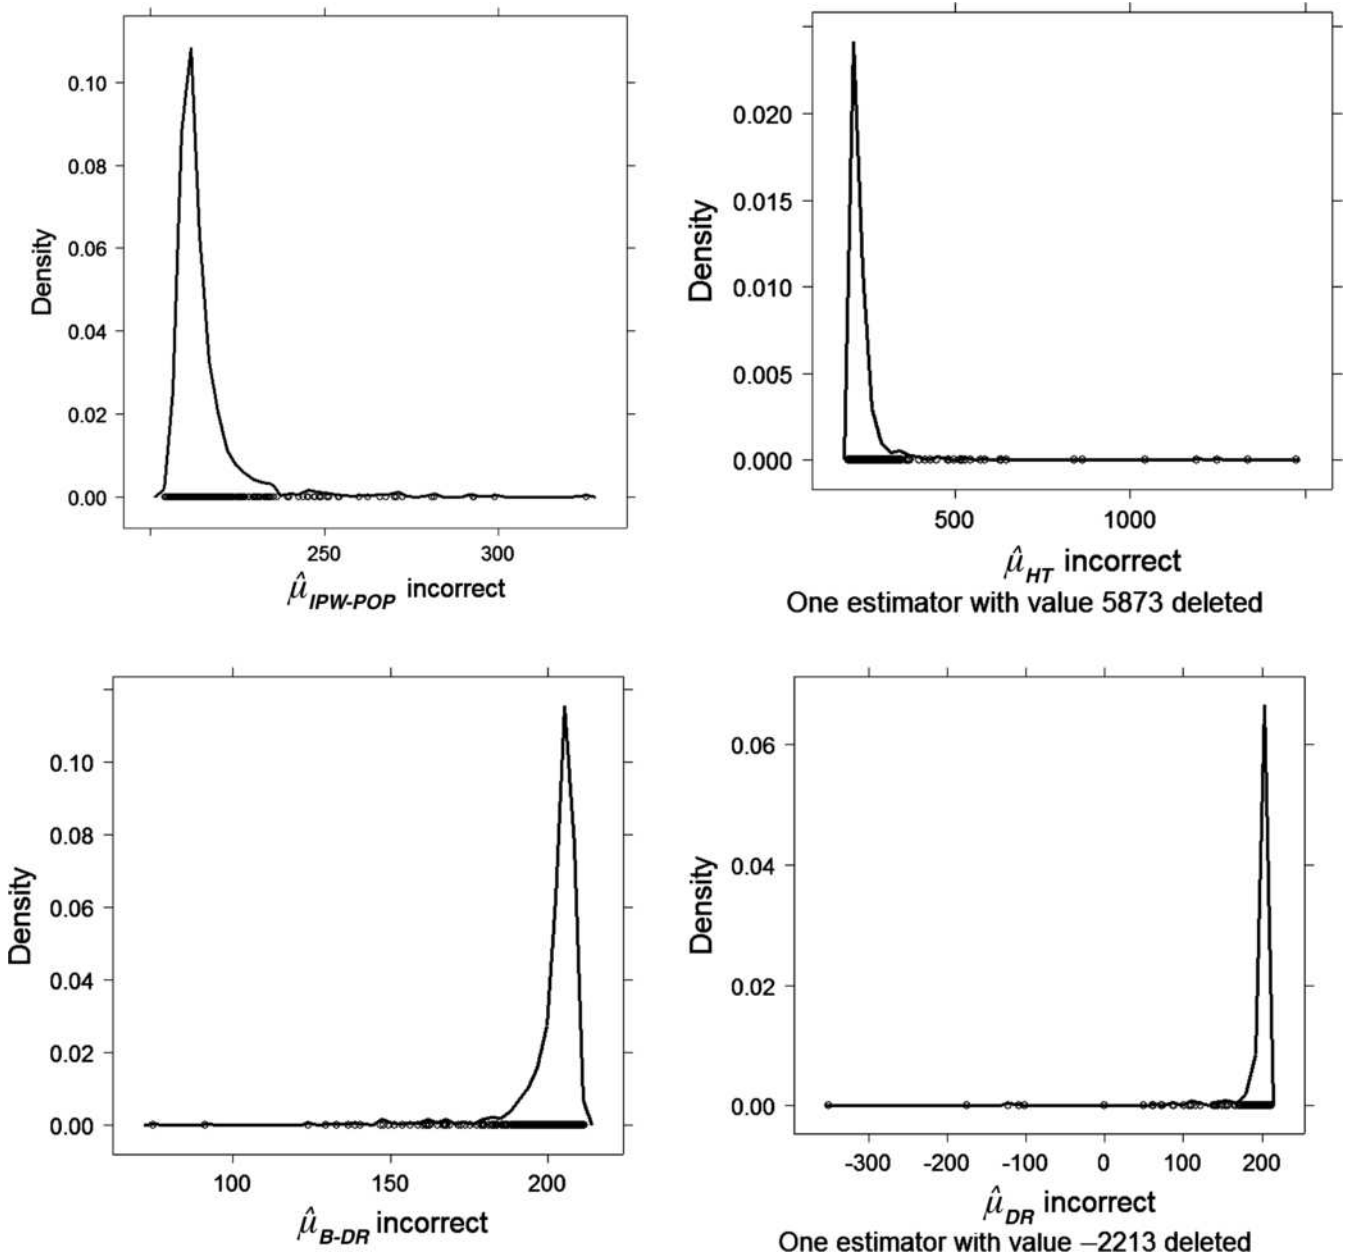 0.10
0.08
0.06
0.04
0.02
0.00
Density
250 300
μ̂IPW-POP incorrect
0.020
0.015
0.010
0.005
0.000
Density
500 1000
μ̂HT incorrect
One estimator with value 5873 deleted
0.10
0.08
0.06
0.04
0.02
0.00
Density
100 150 200
μ̂B-DR incorrect
0.06
0.04
0.02
0.00
Density
-300 -200 -100 0 100 200
μ̂DR incorrect
One estimator with value −2213 deleted